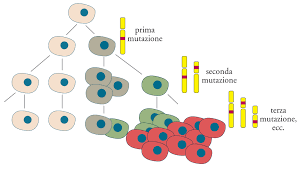 prima
mutazione
seconda
mutazione
terza
mutazione,
ecc.